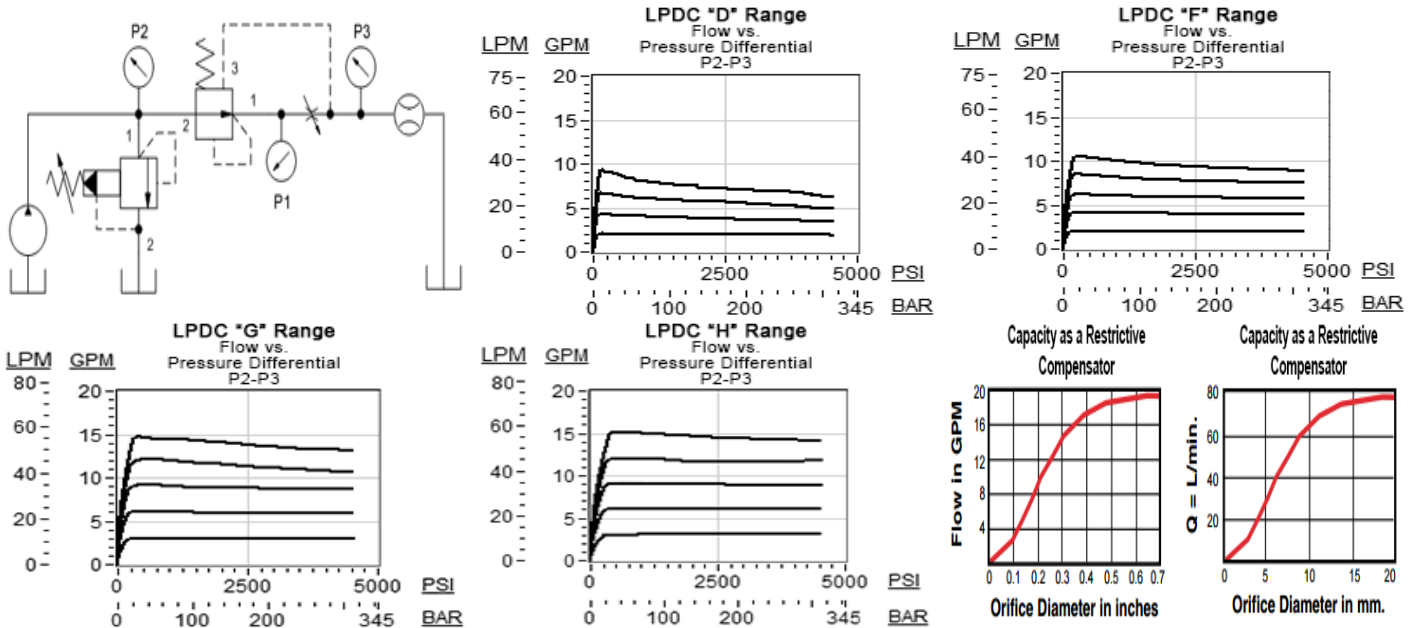 P2
P3
3
1
1
2
P1
2
LPDC "D" Range
Flow vs.
Pressure Differential
P2-P3
LPM GPM
75
60
40
20
0
20
15
10
5
0
0 2500 5000 PSI
0 100 200 345 BAR
LPDC "F" Range
Flow vs.
Pressure Differential
P2-P3
LPM GPM
75
60
40
20
0
20
15
10
5
0
0 2500 5000 PSI
0 100 200 345 BAR
LPDC "G" Range
Flow vs.
Pressure Differential
P2-P3
LPM GPM
80
60
40
20
0
20
15
10
5
0
0 2500 5000 PSI
0 100 200 345 BAR
LPDC "H" Range
Flow vs.
Pressure Differential
P2-P3
LPM GPM
80
60
40
20
0
20
15
10
5
0
0 2500 5000 PSI
0 100 200 345 BAR
Capacity as a Restrictive
Compensator
Flow in GPM
20
16
12
8
4
0 0.1 0.2 0.3 0.4 0.5 0.6 0.7
Orifice Diameter in inches
Capacity as a Restrictive
Compensator
Q = L/min.
80
60
40
20
0 5 10 15 20
Orifice Diameter in mm.